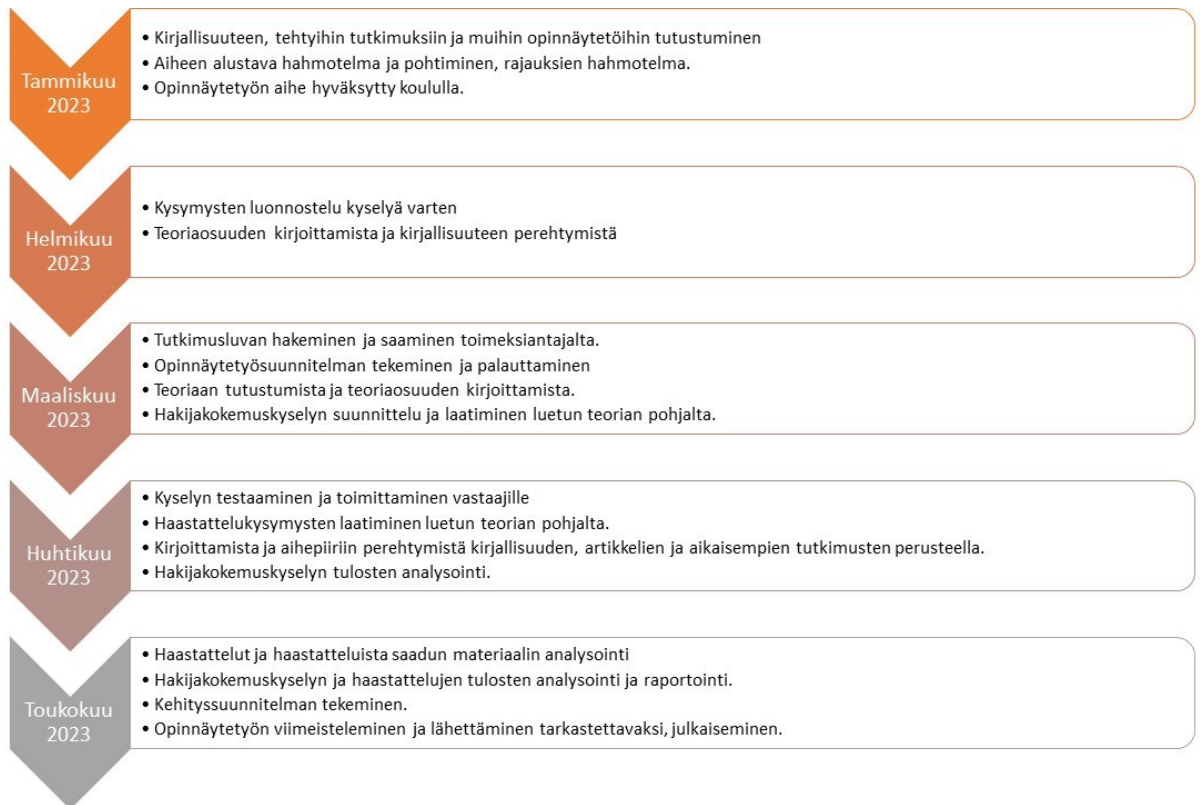 Tammikuu
2023
• Kirjallisuuteen, tehtyihin tutkimuksiin ja muihin opinnäytetöihin tutustuminen
• Aiheen alustava hahmotelma ja pohtiminen, rajauksien hahmotelma.
• Opinnäytetyön aihe hyväksytty koululla.
Helmikuu
2023
• Kysymysten luonnostelu kyselyä varten
• Teoriaosuuden kirjoittamista ja kirjallisuuteen perehtymistä
Maaliskuu
2023
• Tutkimusluvan hakeminen ja saaminen toimeksiantajalta.
• Opinnäytetyösuunnitelman tekeminen ja palauttaminen
• Teoriaan tutustumista ja teoriaosuuden kirjoittamista.
• Hakijakokemuskyselyn suunnittelu ja laatiminen luetun teorian pohjalta.
Huhtikuu
2023
• Kyselyn testaaminen ja toimittaminen vastaajille
• Haastattelukysymysten laatiminen luetun teorian pohjalta.
• Kirjoittamista ja aihepiiriin perehtymistä kirjallisuuden, artikkelien ja aikaisempien tutkimusten perusteella.
• Hakijakokemuskyselyn tulosten analysointi.
Toukokuu
2023
• Haastattelut ja haastatteluista saadun materiaalin analysointi
• Hakijakokemuskyselyn ja haastattelujen tulosten analysointi ja raportointi.
• Kehityssuunnitelman tekeminen.
• Opinnäytetyön viimeisteleminen ja lähettäminen tarkastettavaksi, julkaiseminen.